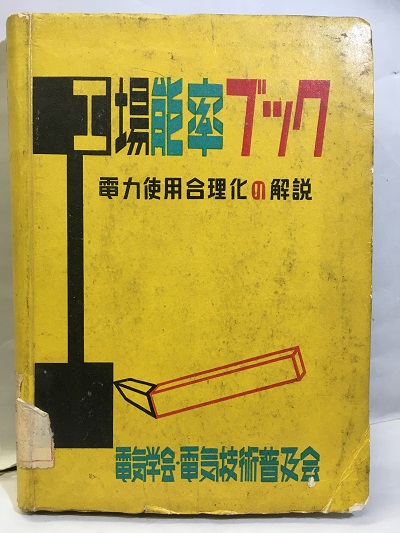 工場能率ブック
電力使用合理化の解説
電気学会・電気技術普及会